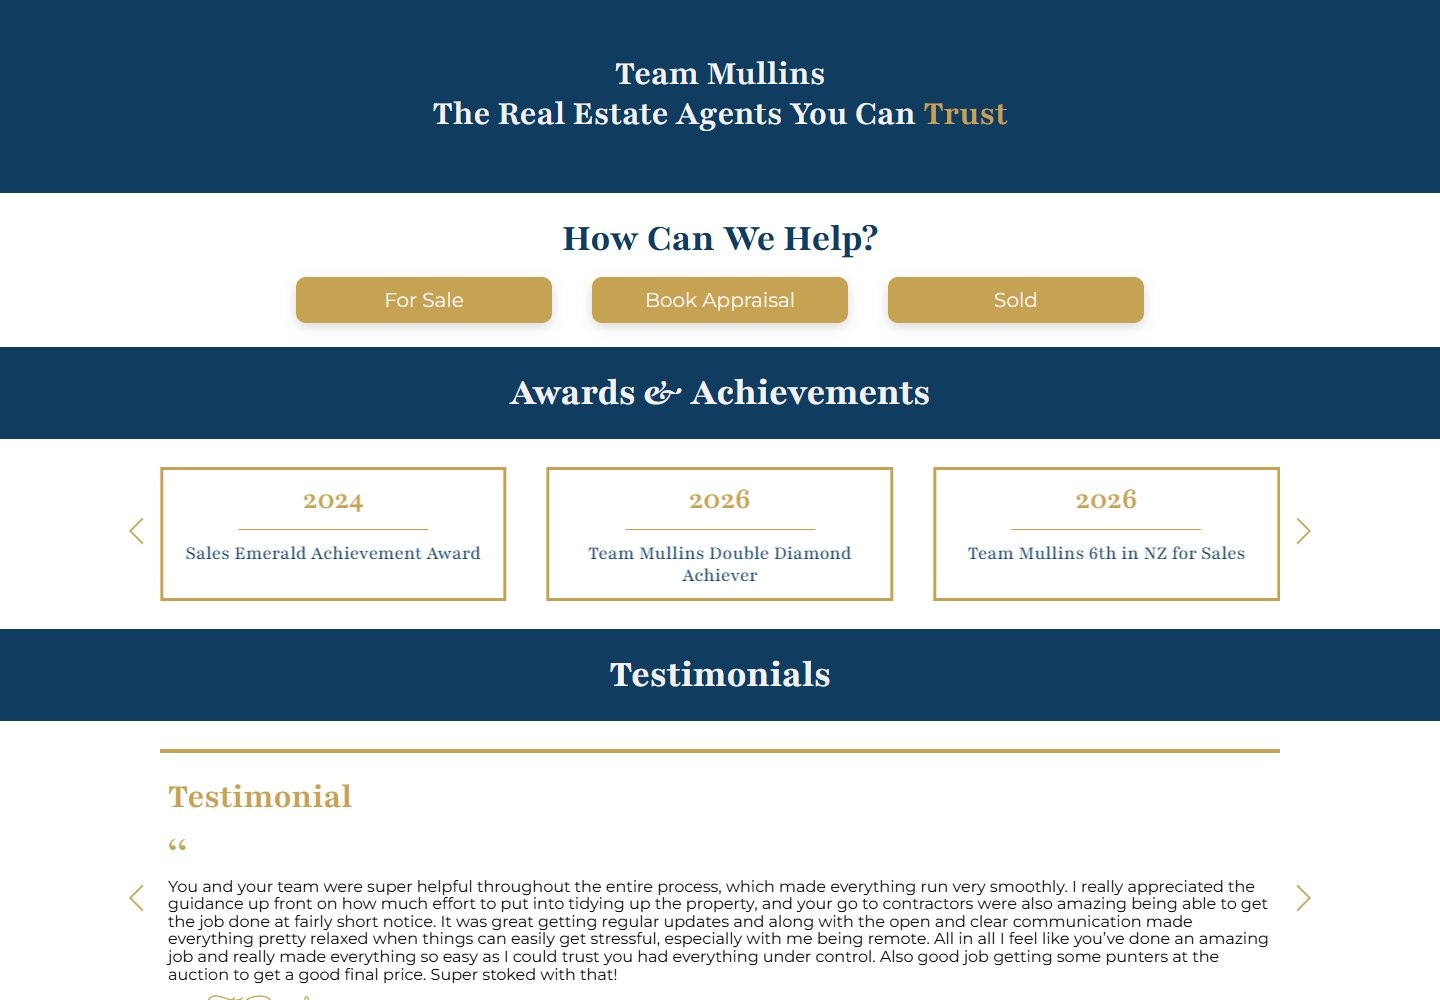 Team Mullins
The Real Estate Agents You Can Trust
How Can We Help?
For Sale
Book Appraisal
Sold
Awards & Achievements
2024
Sales Emerald Achievement Award
2026
Team Mullins Double Diamond
Achiever
2026
Team Mullins 6th in NZ for Sales
Testimonials
Testimonial
“
You and your team were super helpful throughout the entire process, which made everything run very smoothly. I really appreciated the
guidance up front on how much effort to put into tidying up the property, and your go to contractors were also amazing being able to get
the job done at fairly short notice. It was great getting regular updates and along with the open and clear communication made
everything pretty relaxed when things can easily get stressful, especially with me being remote. All in all I feel like you’ve done an amazing
job and really made everything so easy as I could trust you had everything under control. Also good job getting some punters at the
auction to get a good final price. Super stoked with that!